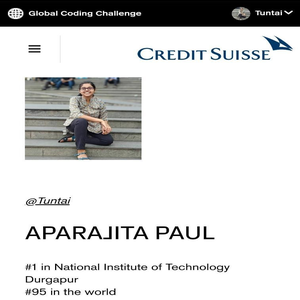 Global Coding Challenge
Tuntai
CREDIT SUISSE
@Tuntai
APARAJITA PAUL
#1 in National Institute of Technology
Durgapur
#95 in the world